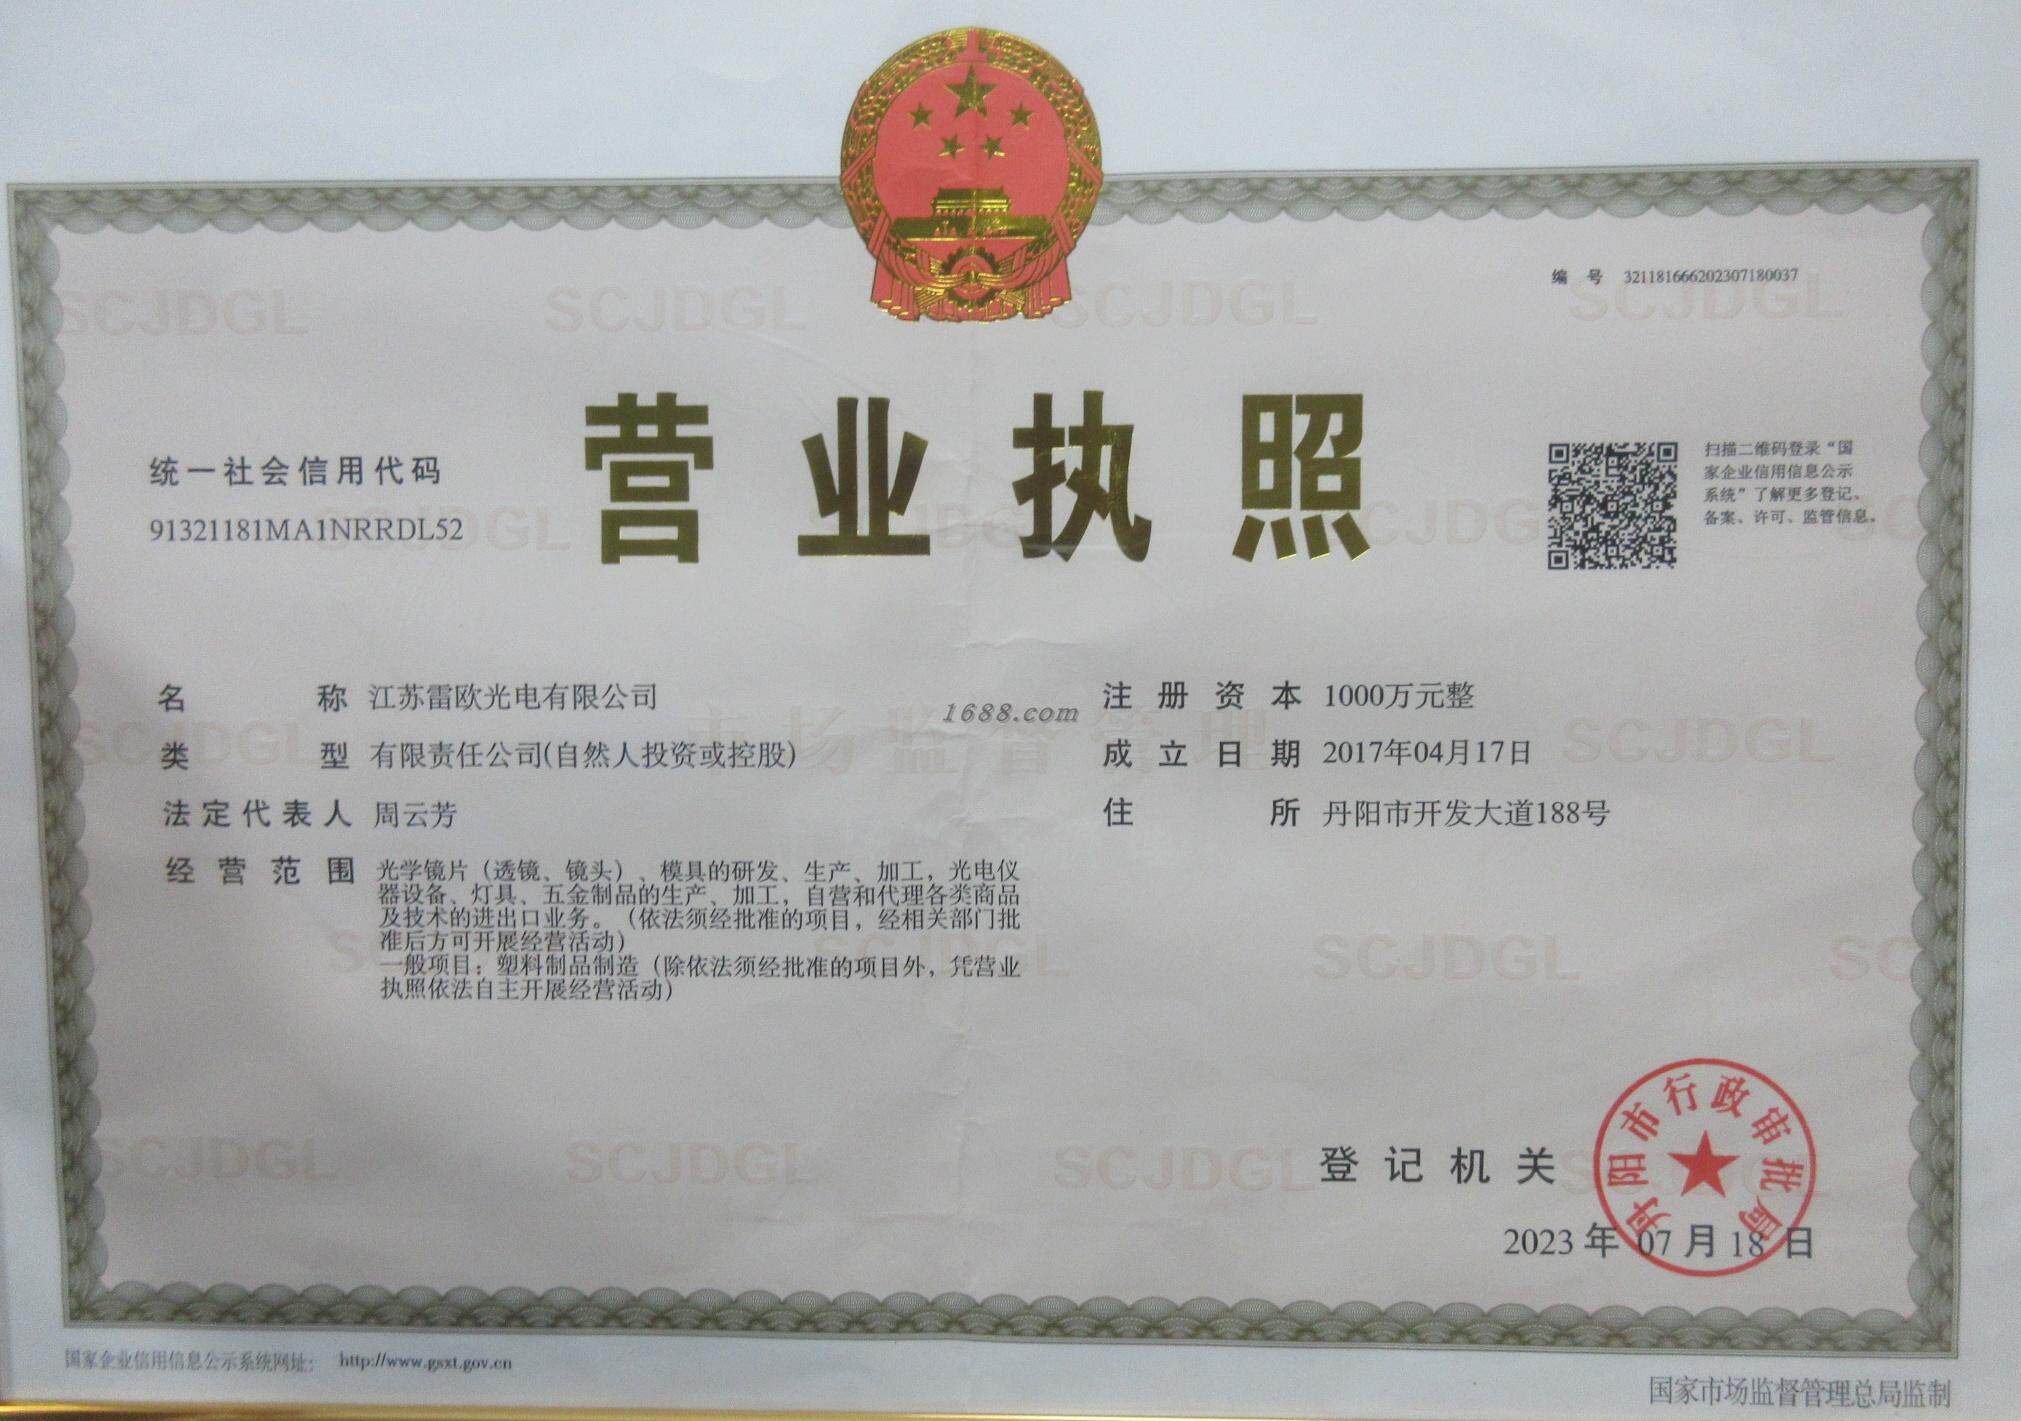 编 号 321181666202307180037
营业执照
统一社会信用代码
91321181MA1NRRDL52
扫描二维码登录“国
家企业信用信息公示
系统”了解更多登记、
备案、许可、监管信息。
名 称 江苏雷欧光电有限公司
类 型 有限责任公司(自然人投资或控股)
法定代表人 周云芳
经营范围 光学镜片（透镜、镜头）、模具的研发、生产、加工，光电仪
器设备、灯具、五金制品的生产、加工，自营和代理各类商品
及技术的进出口业务。（依法须经批准的项目，经相关部门批
准后方可开展经营活动）
一般项目：塑料制品制造（除依法须经批准的项目外，凭营业
执照依法自主开展经营活动）
1688.com
注册资本 1000万元整
成立日期 2017年04月17日
住 所 丹阳市开发大道188号
登记机关
丹阳市行政审批局
2023 年 07 月 18 日
国家企业信用信息公示系统网址： http://www.gsxt.gov.cn
国家市场监督管理总局监制
SCJDGL
市场监督管理